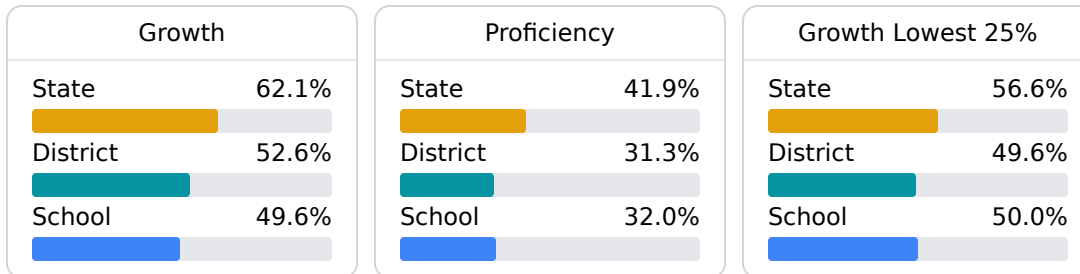 Growth
State 62.1%
District 52.6%
School 49.6%
Proficiency
State 41.9%
District 31.3%
School 32.0%
Growth Lowest 25%
State 56.6%
District 49.6%
School 50.0%